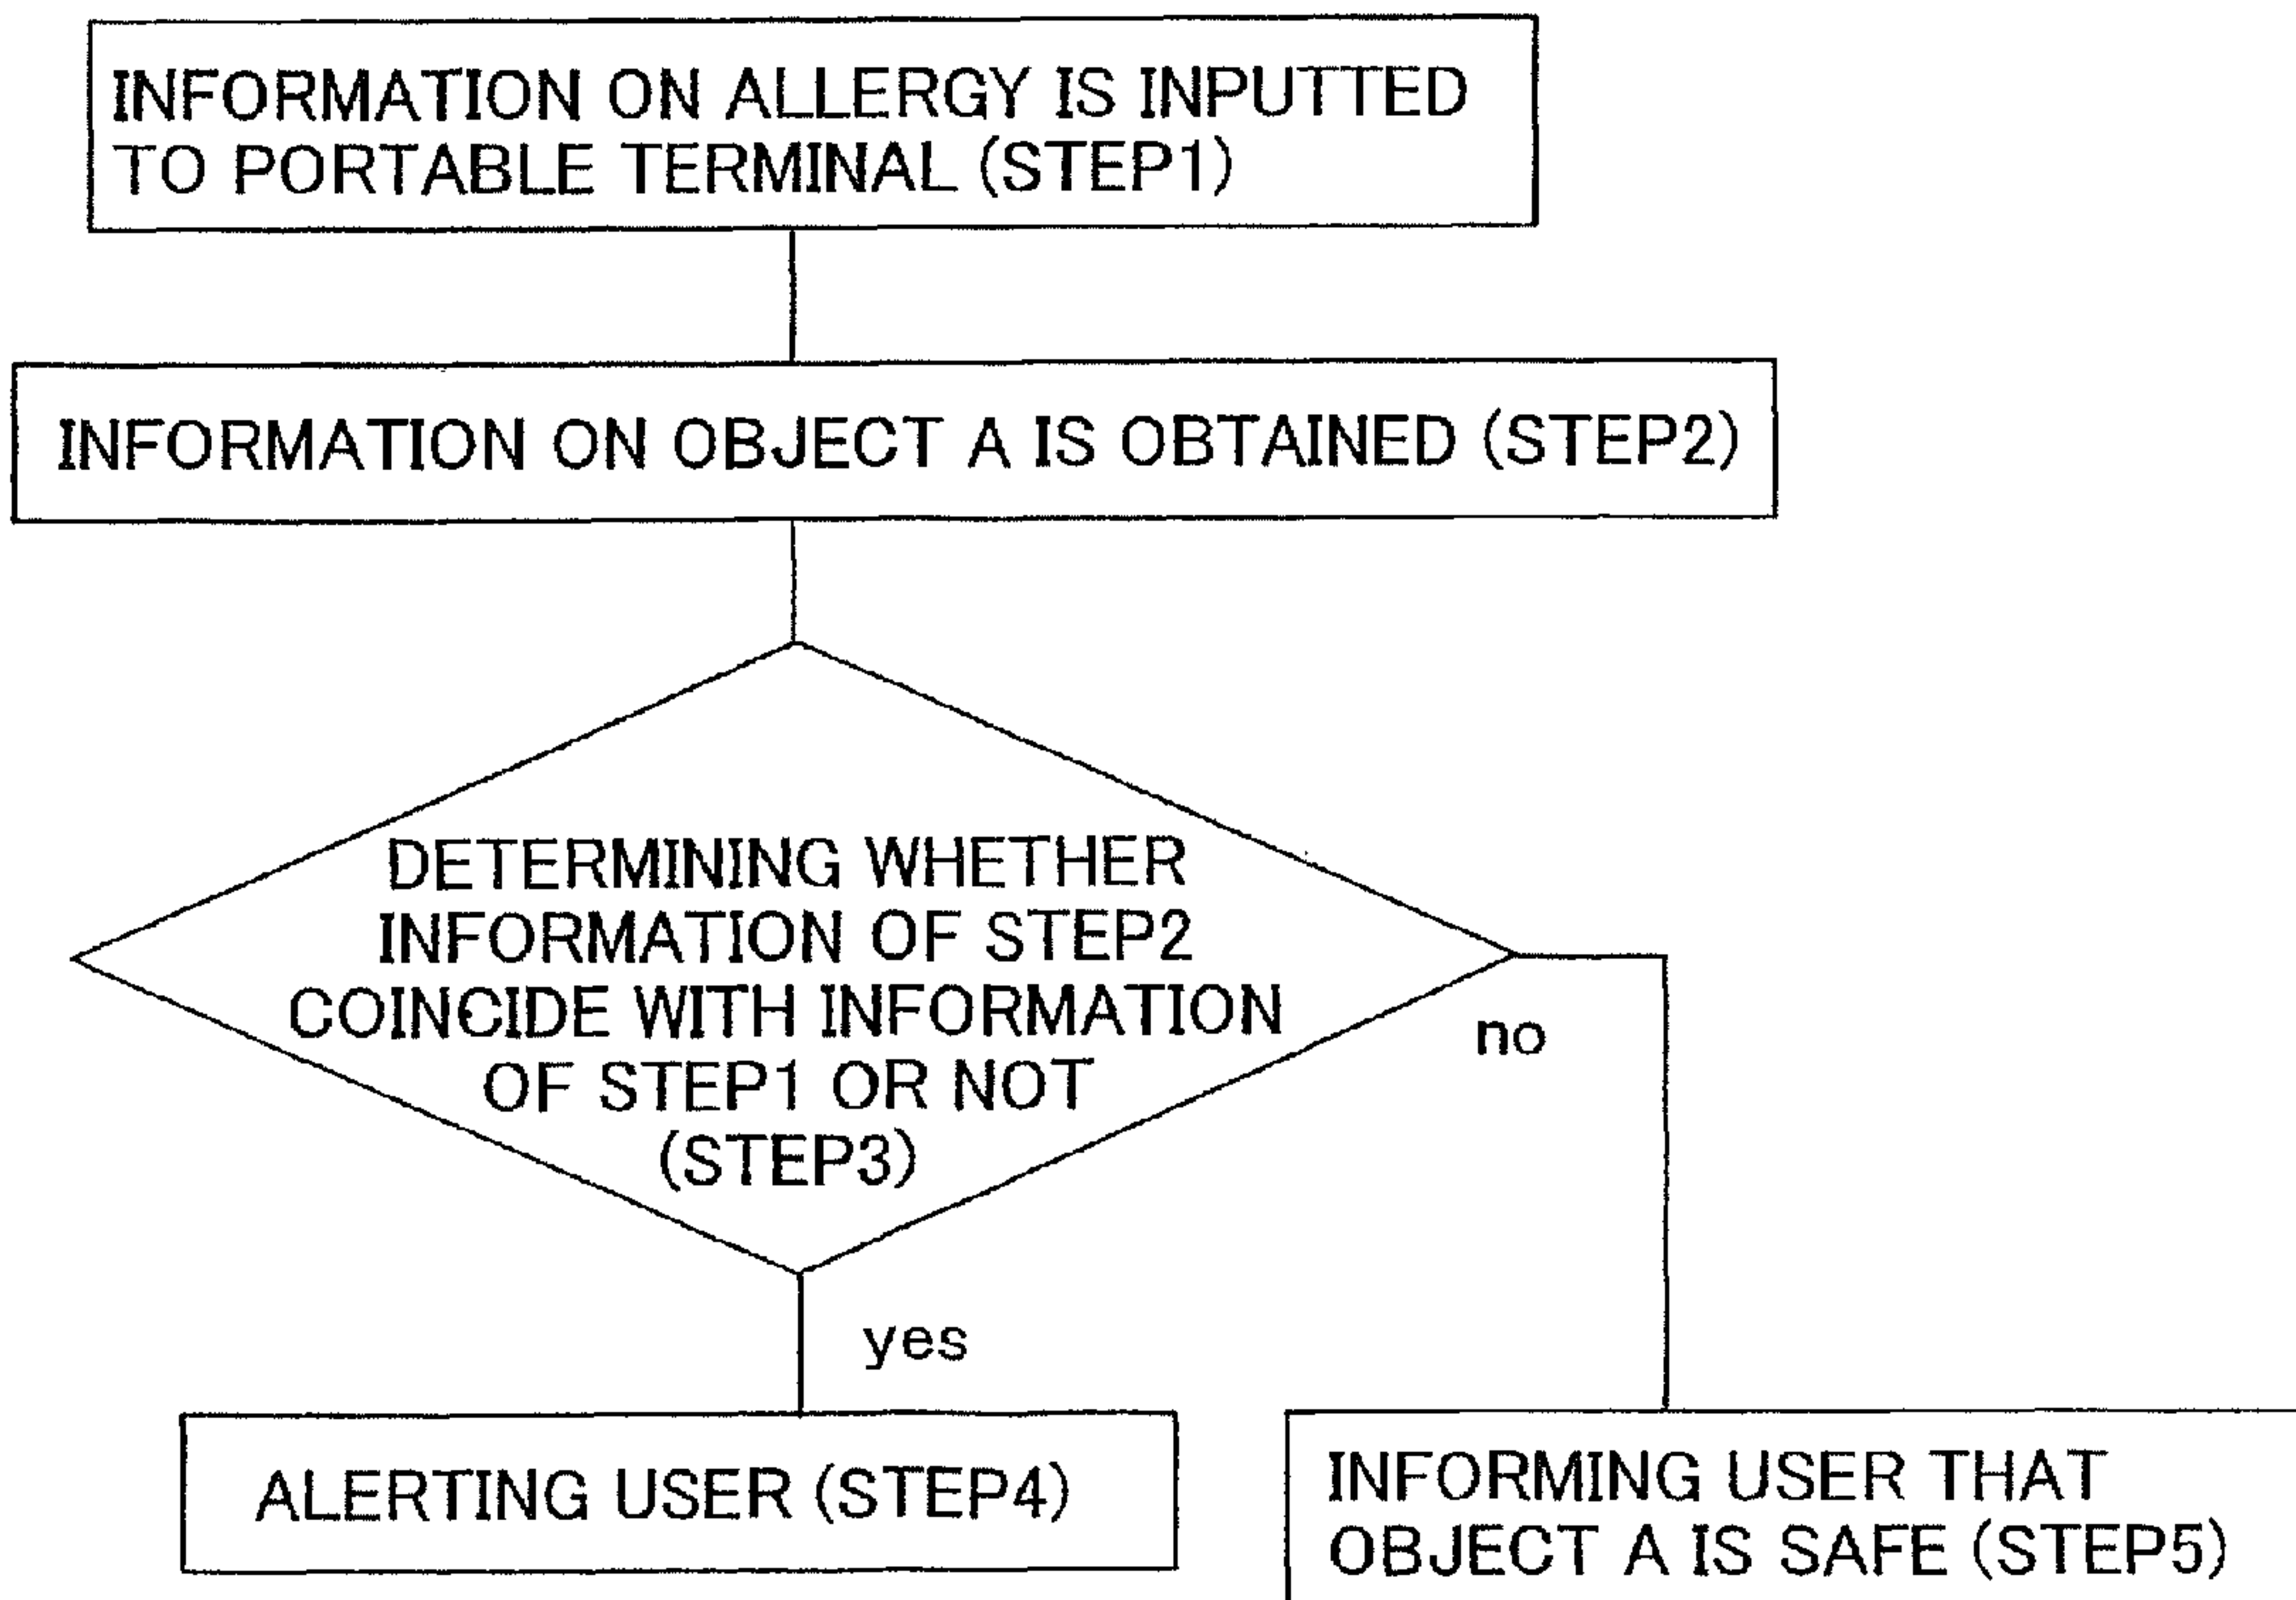 INFORMATION ON ALLERGY IS INPUTTED
TO PORTABLE TERMINAL (STEP1)
INFORMATION ON OBJECT A IS OBTAINED (STEP2)
DETERMINING WHETHER
INFORMATION OF STEP2
COINCIDE WITH INFORMATION
OF STEP1 OR NOT
(STEP3)
no
yes
ALERTING USER (STEP4)
INFORMING USER THAT
OBJECT A IS SAFE (STEP5)